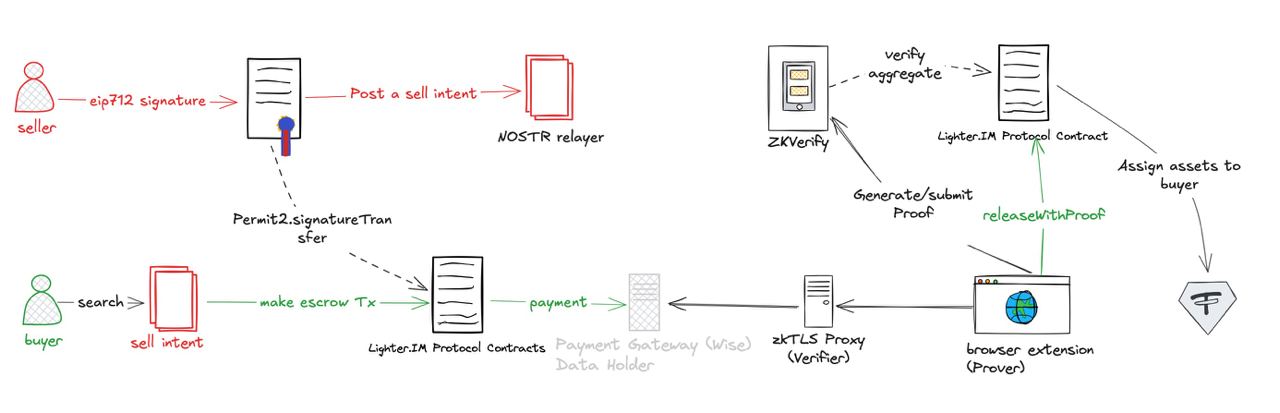 seller
eip712 signature
Post a sell intent
NOSTR relayer
ZKVerify
verify
aggregate
Lighter.IM Protocol Contract
Assign assets to
buyer
Generate/submit
Proof
releaseWithProof
Permit2.signatureTran
sfer
buyer
search
sell intent
make escrow Tx
Lighter.IM Protocol Contracts
payment
Payment Gateway (Wise)
Data Holder
zkTLS Proxy
(Verifier)
browser extension
(Prover)